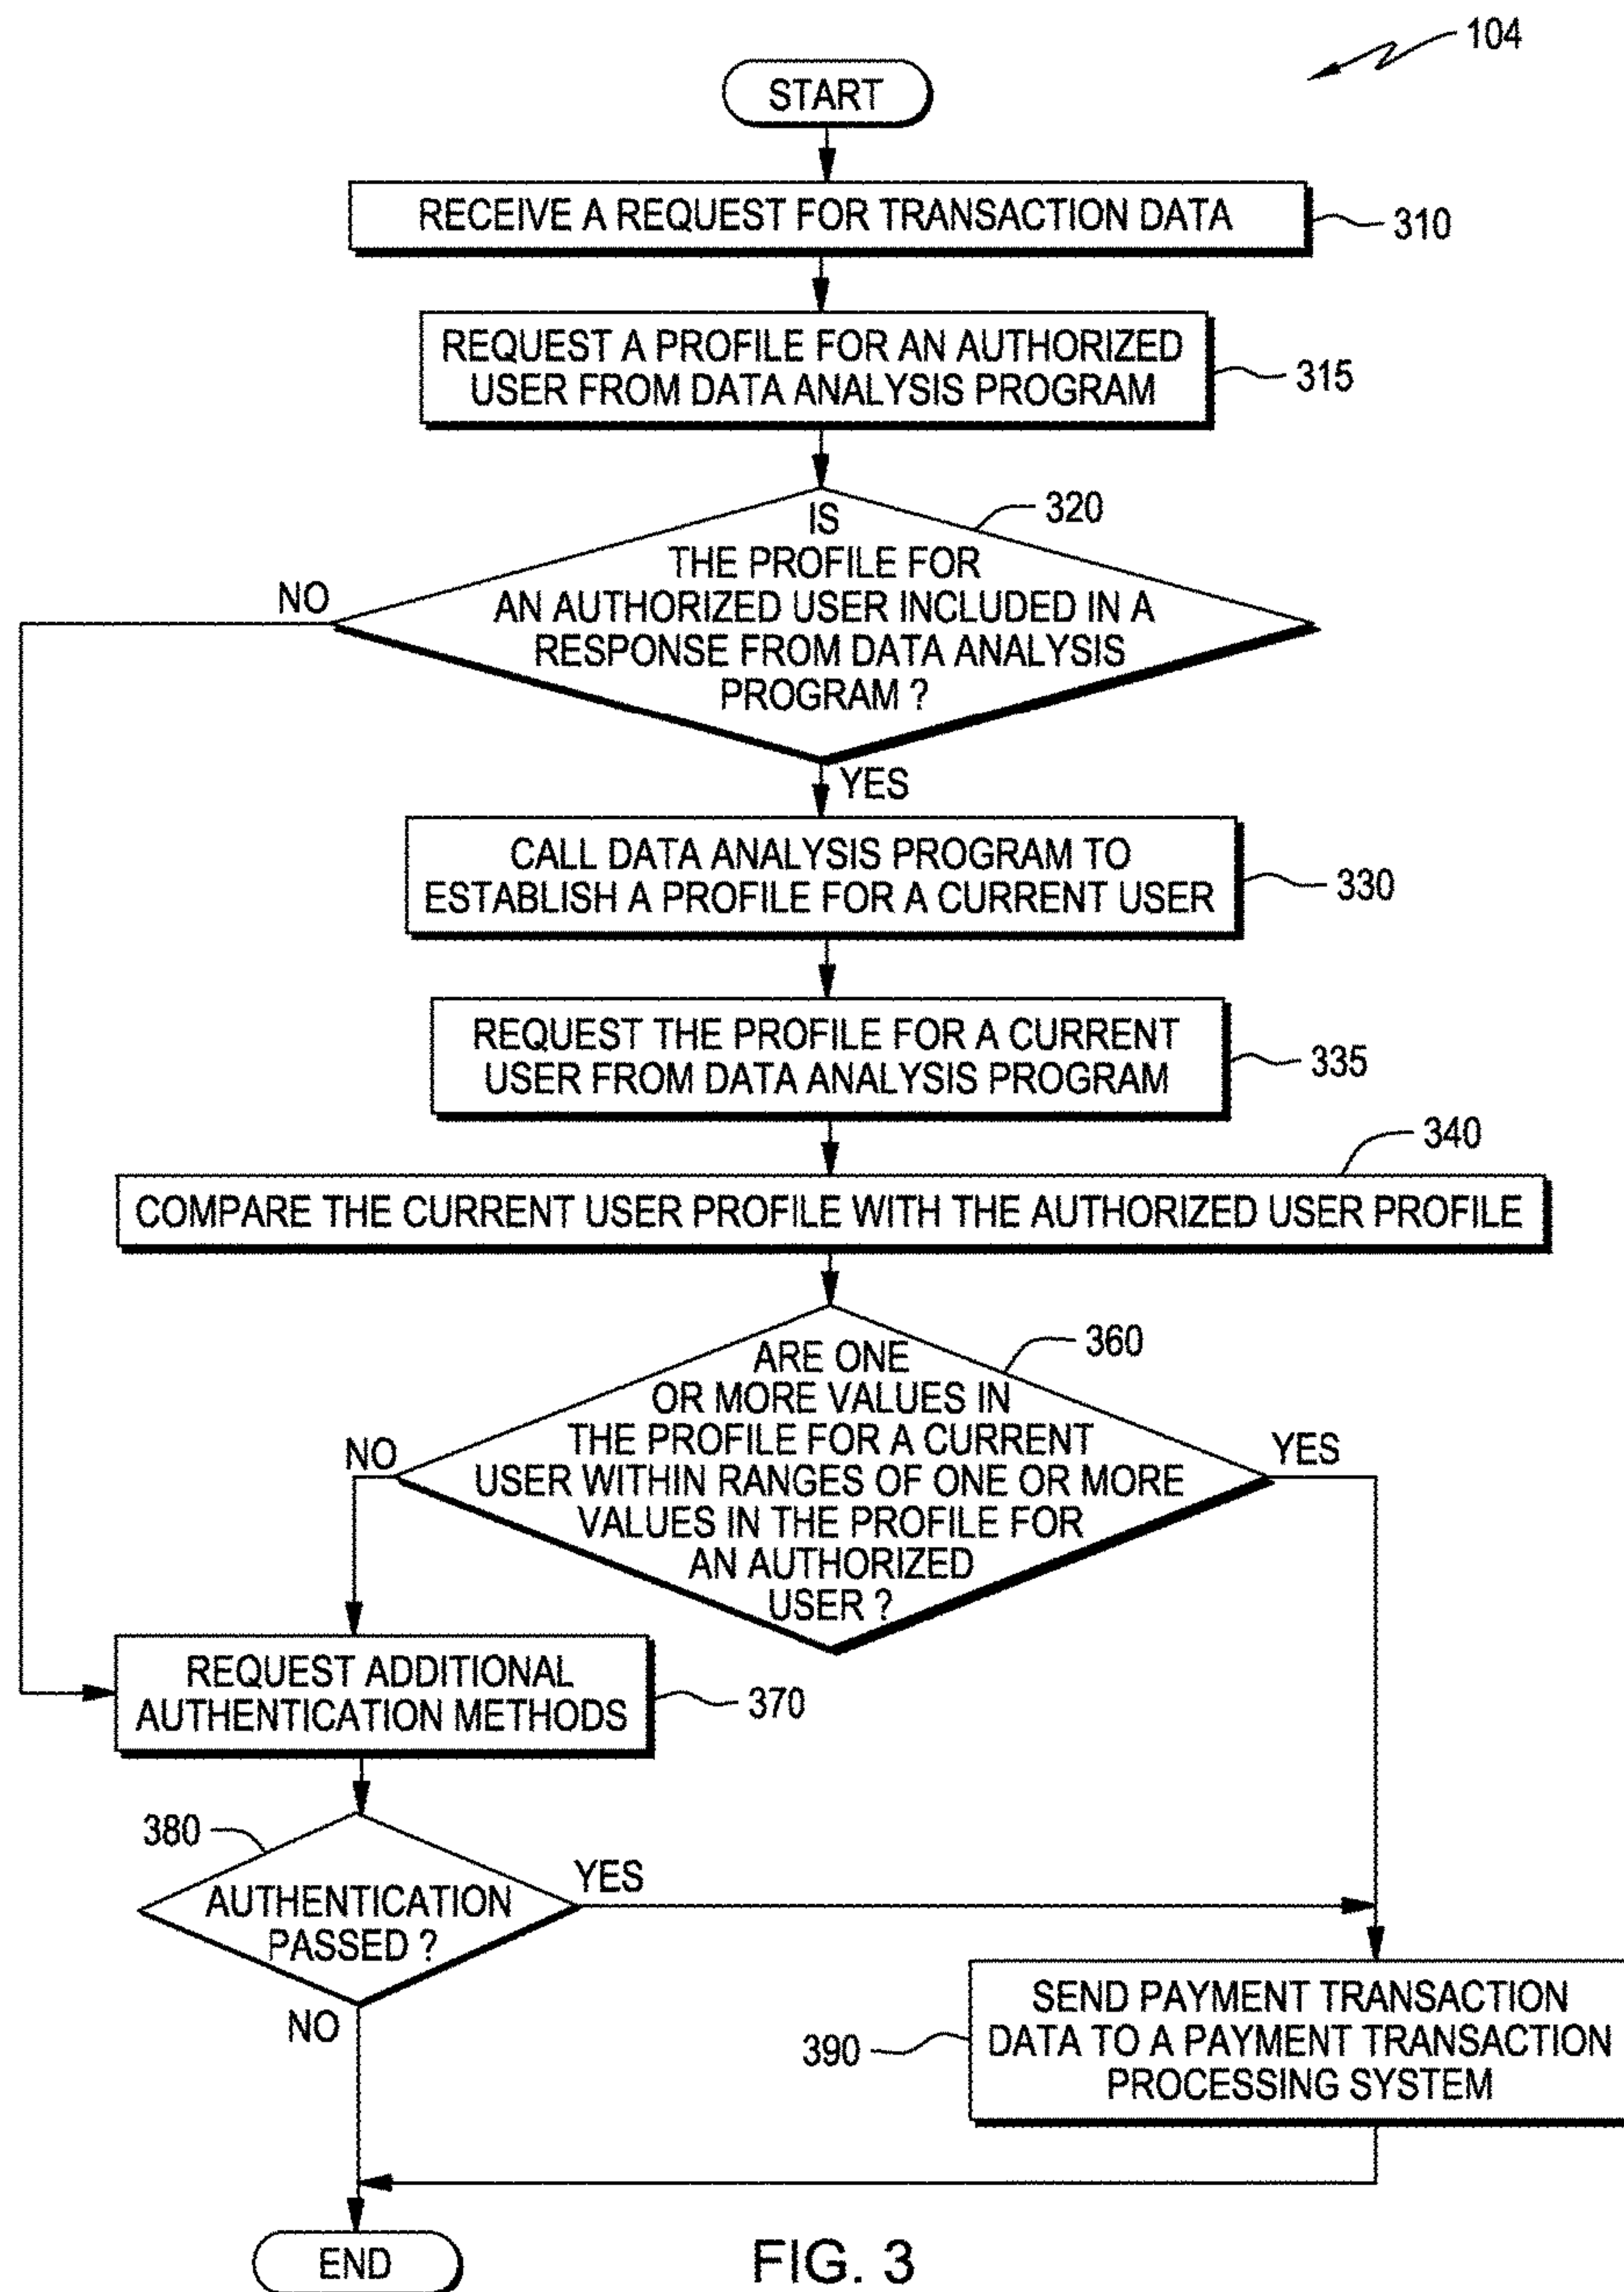 104
START
RECEIVE A REQUEST FOR TRANSACTION DATA
310
REQUEST A PROFILE FOR AN AUTHORIZED
USER FROM DATA ANALYSIS PROGRAM
315
320
IS
THE PROFILE FOR
AN AUTHORIZED USER INCLUDED IN A
RESPONSE FROM DATA ANALYSIS
PROGRAM ?
NO
YES
CALL DATA ANALYSIS PROGRAM TO
ESTABLISH A PROFILE FOR A CURRENT USER
330
REQUEST THE PROFILE FOR A CURRENT
USER FROM DATA ANALYSIS PROGRAM
335
340
COMPARE THE CURRENT USER PROFILE WITH THE AUTHORIZED USER PROFILE
360
ARE ONE
OR MORE VALUES IN
THE PROFILE FOR A CURRENT
USER WITHIN RANGES OF ONE OR MORE
VALUES IN THE PROFILE FOR
AN AUTHORIZED
USER ?
NO
YES
REQUEST ADDITIONAL
AUTHENTICATION METHODS
370
380
AUTHENTICATION
PASSED ?
YES
NO
SEND PAYMENT TRANSACTION
DATA TO A PAYMENT TRANSACTION
PROCESSING SYSTEM
390
END
FIG. 3